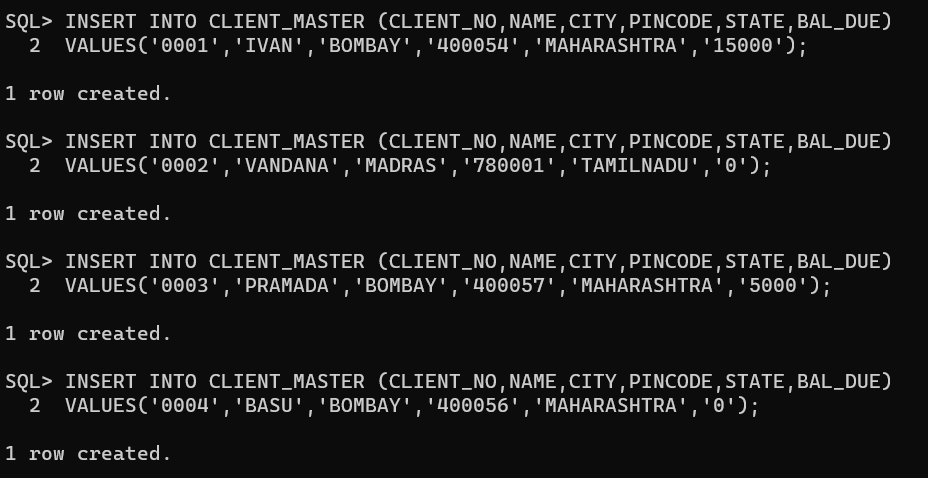 SQL> INSERT INTO CLIENT_MASTER (CLIENT_NO,NAME,CITY,PINCODE,STATE,BAL_DUE)
  2  VALUES('0001','IVAN','BOMBAY','400054','MAHARASHTRA','15000');
1 row created.
SQL> INSERT INTO CLIENT_MASTER (CLIENT_NO,NAME,CITY,PINCODE,STATE,BAL_DUE)
  2  VALUES('0002','VANDANA','MADRAS','780001','TAMILNADU','0');
1 row created.
SQL> INSERT INTO CLIENT_MASTER (CLIENT_NO,NAME,CITY,PINCODE,STATE,BAL_DUE)
  2  VALUES('0003','PRAMADA','BOMBAY','400057','MAHARASHTRA','5000');
1 row created.
SQL> INSERT INTO CLIENT_MASTER (CLIENT_NO,NAME,CITY,PINCODE,STATE,BAL_DUE)
  2  VALUES('0004','BASU','BOMBAY','400056','MAHARASHTRA','0');
1 row created.